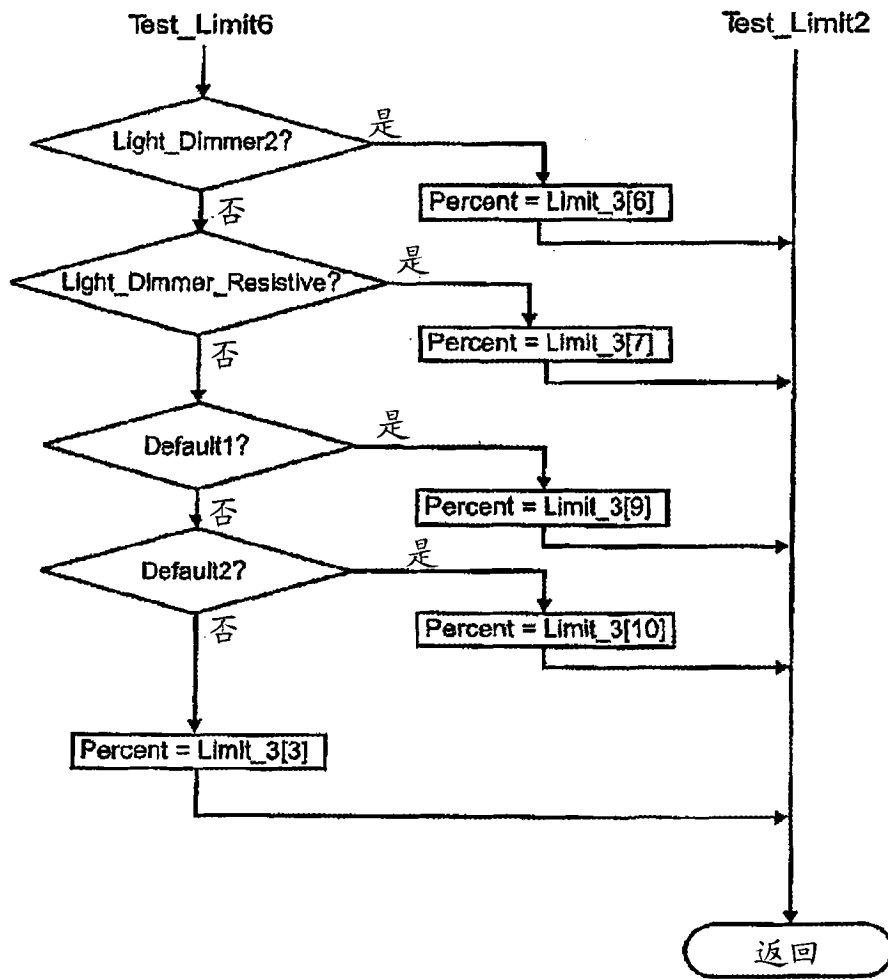 Test_Limit6
Test_Limit2
Light_Dimmer2?
是
Percent = Limit_3[6]
否
Light_Dimmer_Resistive?
是
Percent = Limit_3[7]
否
Default1?
是
Percent = Limit_3[9]
否
Default2?
是
Percent = Limit_3[10]
否
Percent = Limit_3[3]
返回